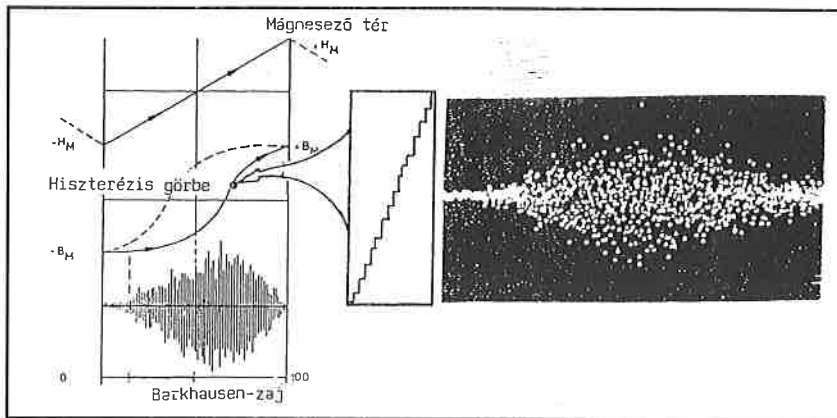 Mágnesező tér
+H_M
-H_M
+B_M
Hiszterézis görbe
-B_M
0
100
Barkhausen-zaj